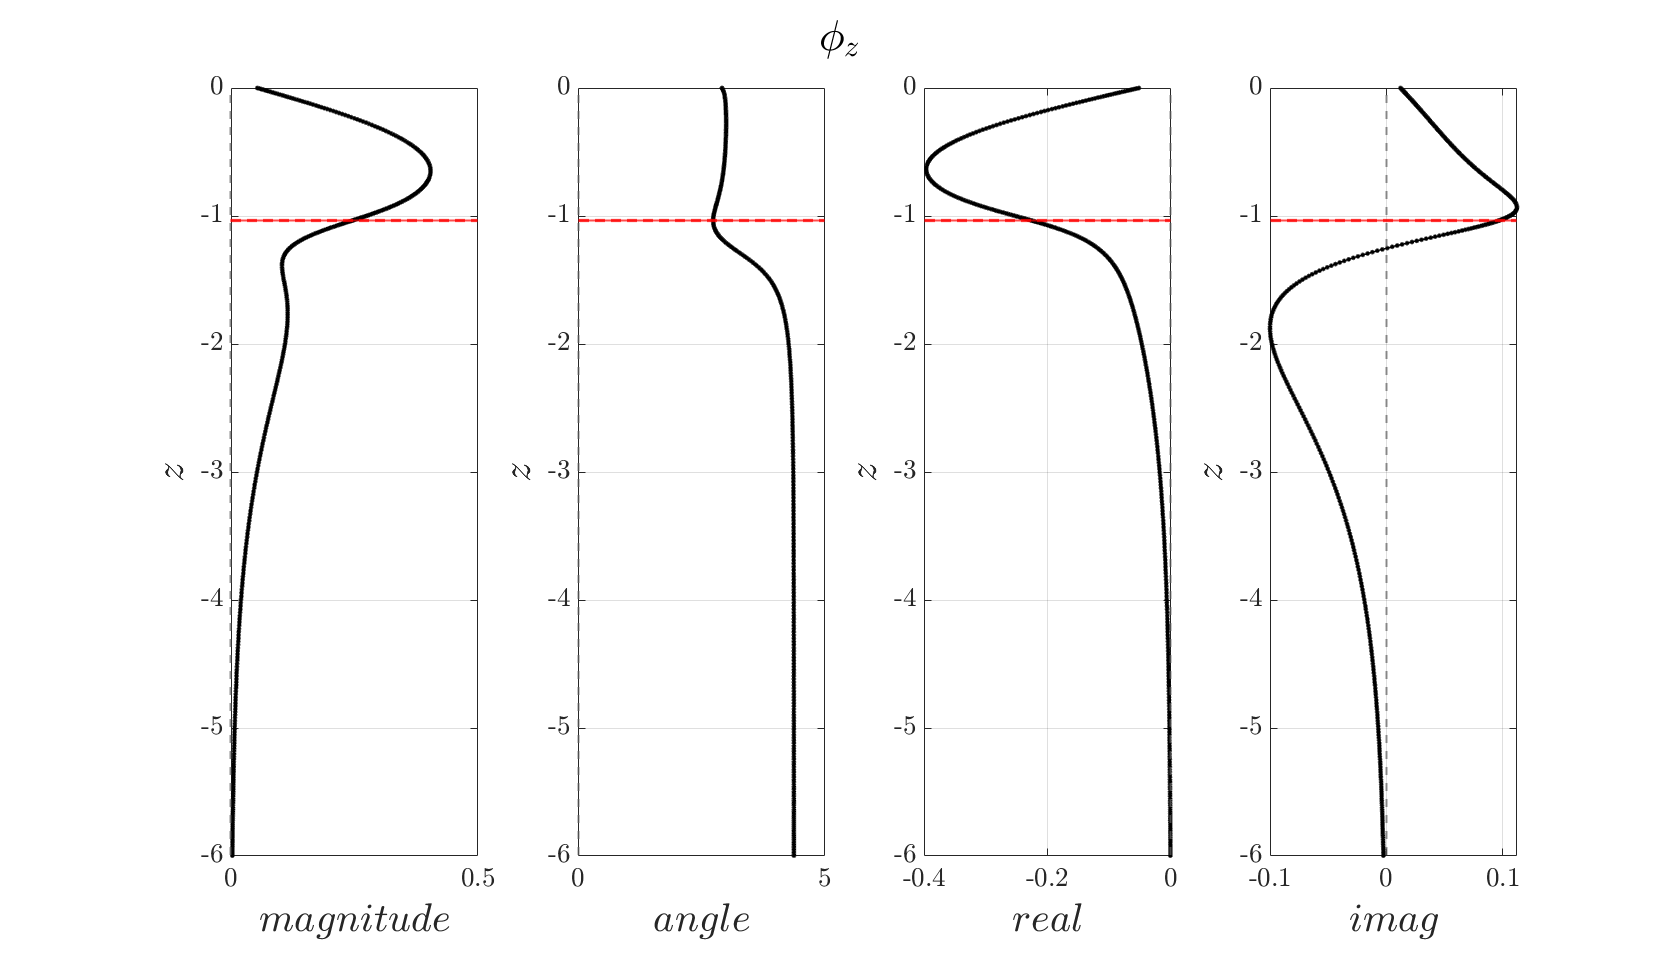 ϕ_z
0 0 0 0
-1 -1 -1 -1
-2 -2 -2 -2
z -3 z -3 z -3 z -3
-4 -4 -4 -4
-5 -5 -5 -5
-6 -6 -6 -6
0 0.5 0 5 -0.4 -0.2 0 -0.1 0 0.1
magnitude angle real imag